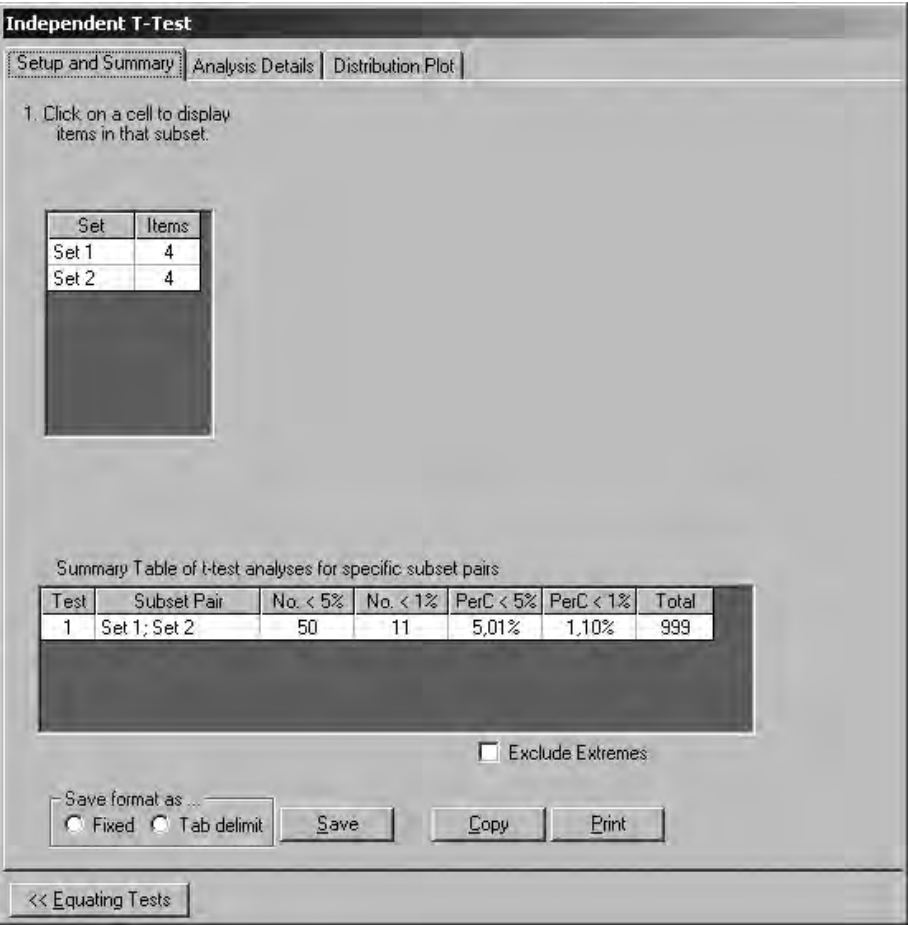 Independent T-Test
Setup and Summary Analysis Details Distribution Plot
1. Click on a cell to display
items in that subset.
Set Items
Set 1 4
Set 2 4
Summary Table of t-test analyses for specific subset pairs
Test Subset Pair No. < 5% No. < 1% PerC < 5% PerC < 1% Total
1 Set 1; Set 2 50 11 5,01% 1,10% 999
Exclude Extremes
Save format as ...
Fixed Tab delimit Save Copy Print
<< Equating Tests